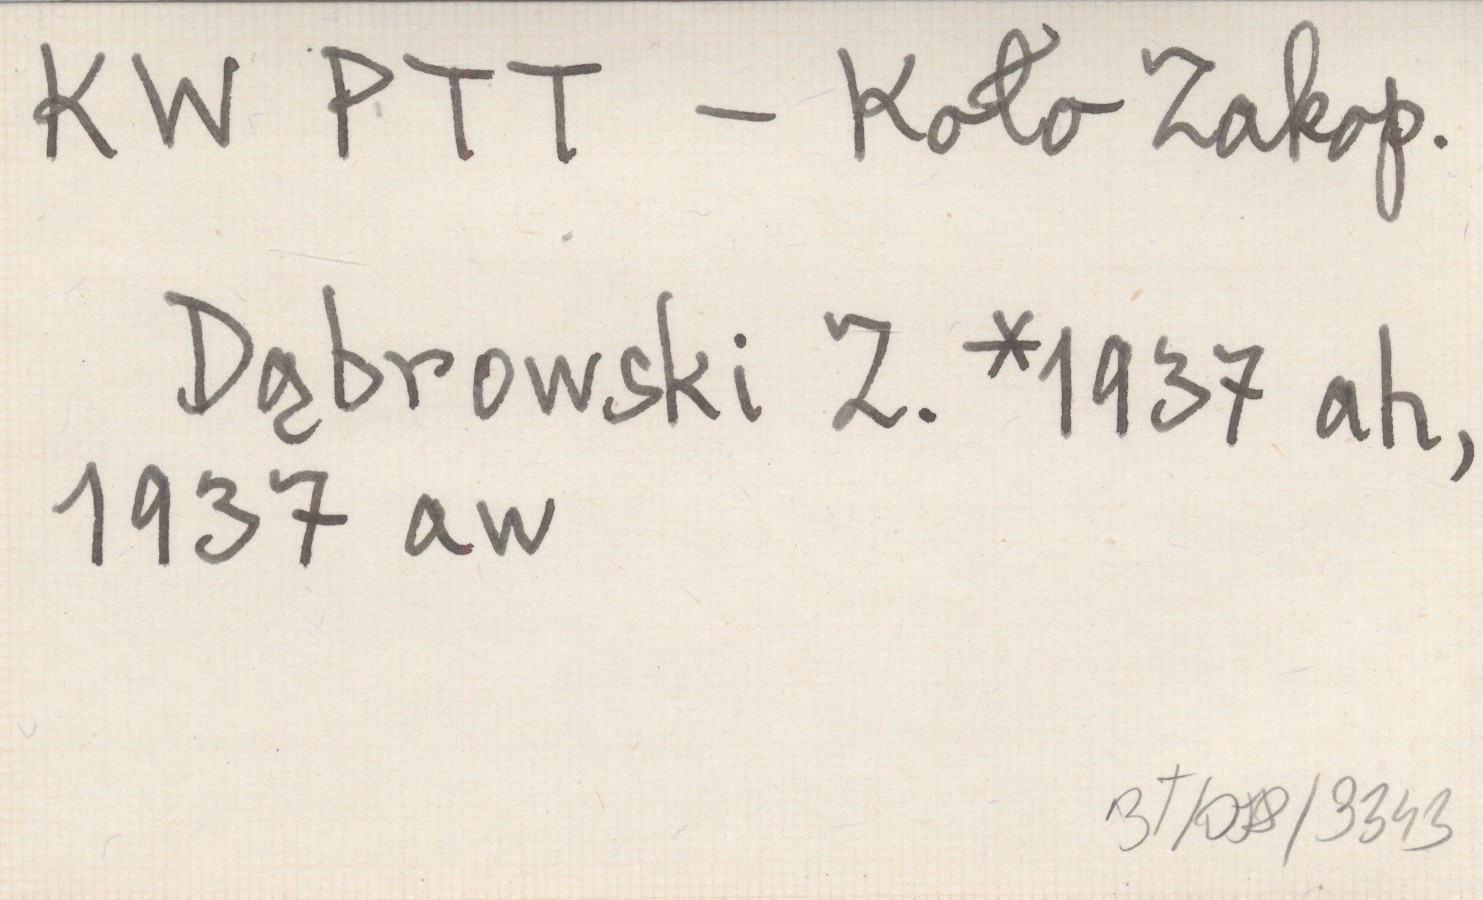 KW PTT - Koło Zakop.
Dąbrowski Z. *1937 ah,
1937 aw